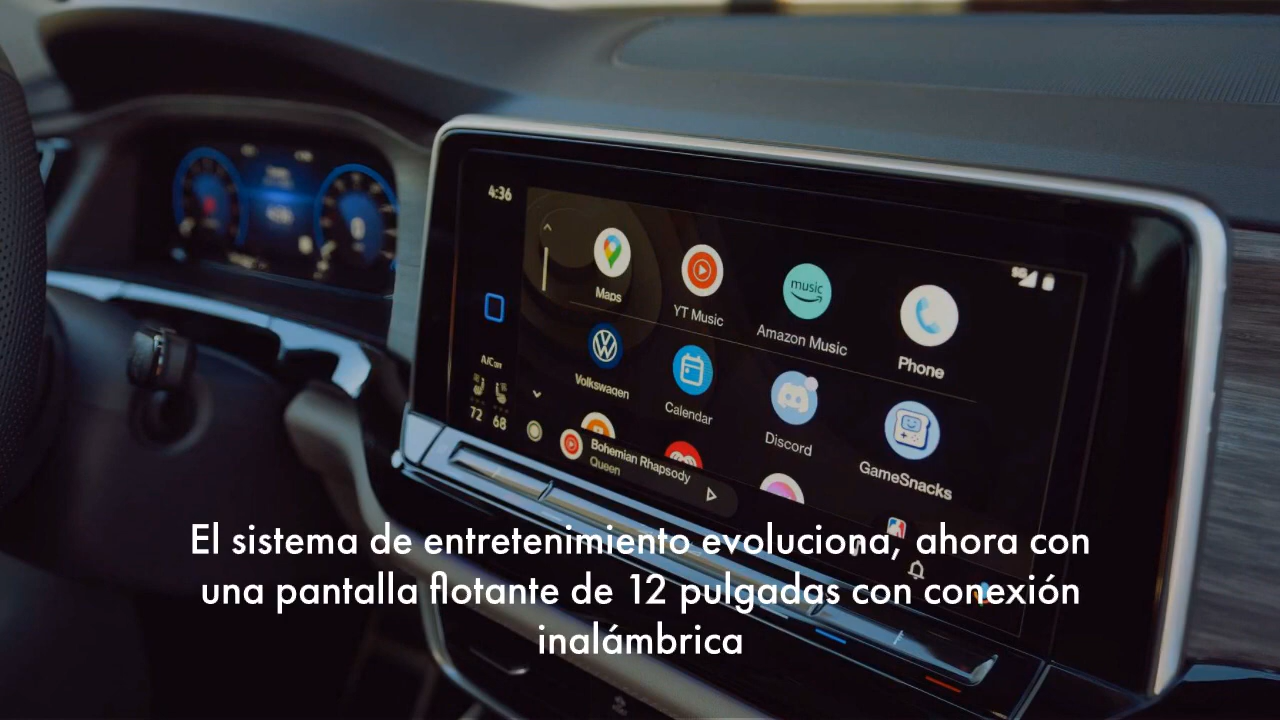 4:36
5G
Maps
YT Music
music
Amazon Music
Phone
Volkswagen
Calendar
Discord
GameSnacks
A/C
72 68
Bohemian Rhapsody
Queen
El sistema de entretenimiento evoluciona, ahora con
una pantalla flotante de 12 pulgadas con conexión
inalámbrica